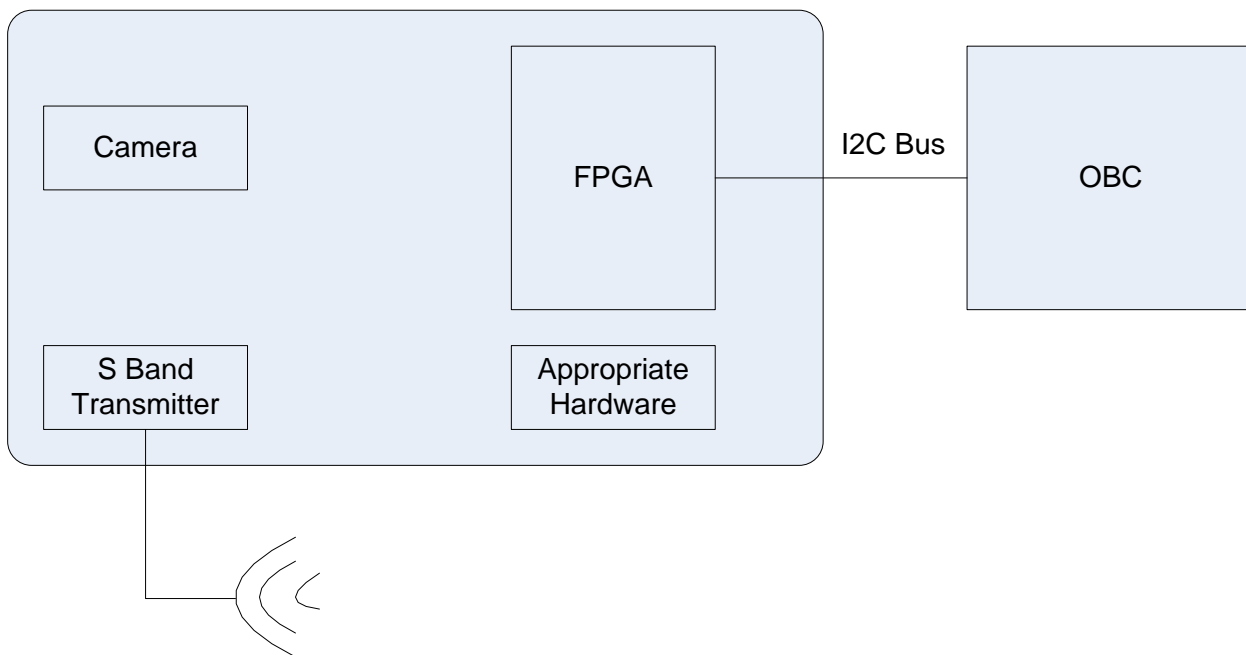 Camera
FPGA
I2C Bus
OBC
S Band
Transmitter
Appropriate
Hardware